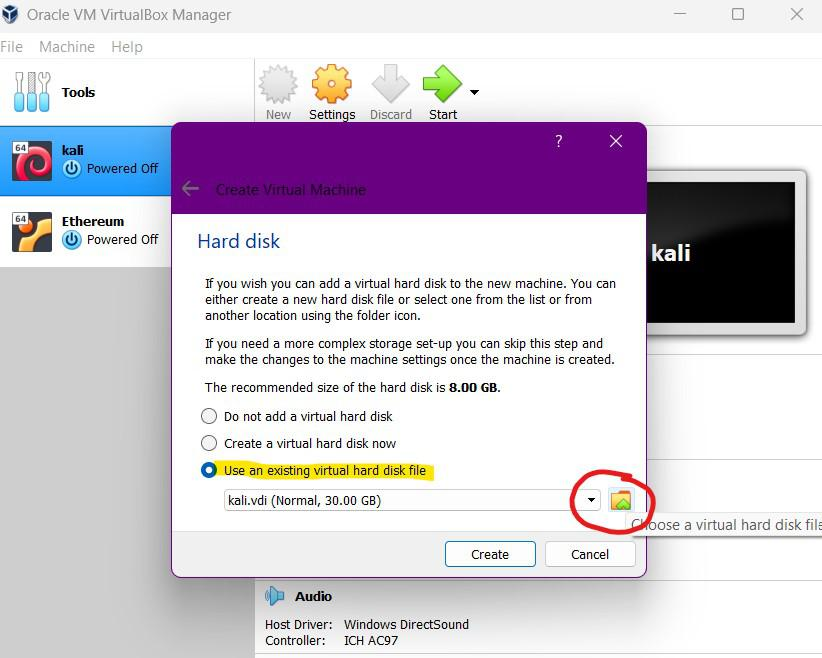 Oracle VM VirtualBox Manager
File Machine Help
Tools
New Settings Discard Start
64
kali
Powered Off
64
Ethereum
Powered Off
?
Create Virtual Machine
Hard disk
If you wish you can add a virtual hard disk to the new machine. You can
either create a new hard disk file or select one from the list or from
another location using the folder icon.
If you need a more complex storage set-up you can skip this step and
make the changes to the machine settings once the machine is created.
The recommended size of the hard disk is 8.00 GB.
Do not add a virtual hard disk
Create a virtual hard disk now
Use an existing virtual hard disk file
kali.vdi (Normal, 30.00 GB)
Choose a virtual hard disk file
Create Cancel
kali
Audio
Host Driver: Windows DirectSound
Controller: ICH AC97